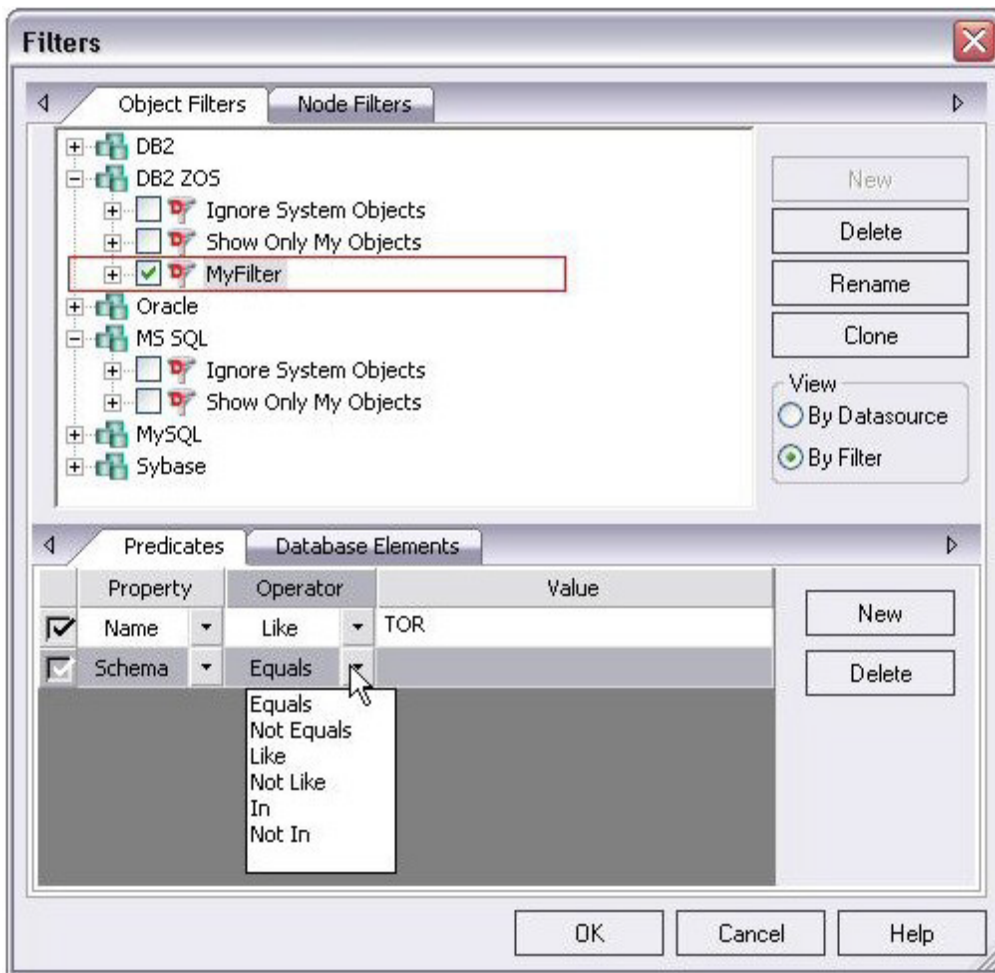 Filters
Object Filters Node Filters
DB2
DB2 ZOS
Ignore System Objects
Show Only My Objects
MyFilter
Oracle
MS SQL
Ignore System Objects
Show Only My Objects
MySQL
Sybase
New
Delete
Rename
Clone
View
By Datasource
By Filter
Predicates Database Elements
Property Operator Value
Name Like TOR
Schema Equals
Equals
Not Equals
Like
Not Like
In
Not In
New
Delete
OK Cancel Help